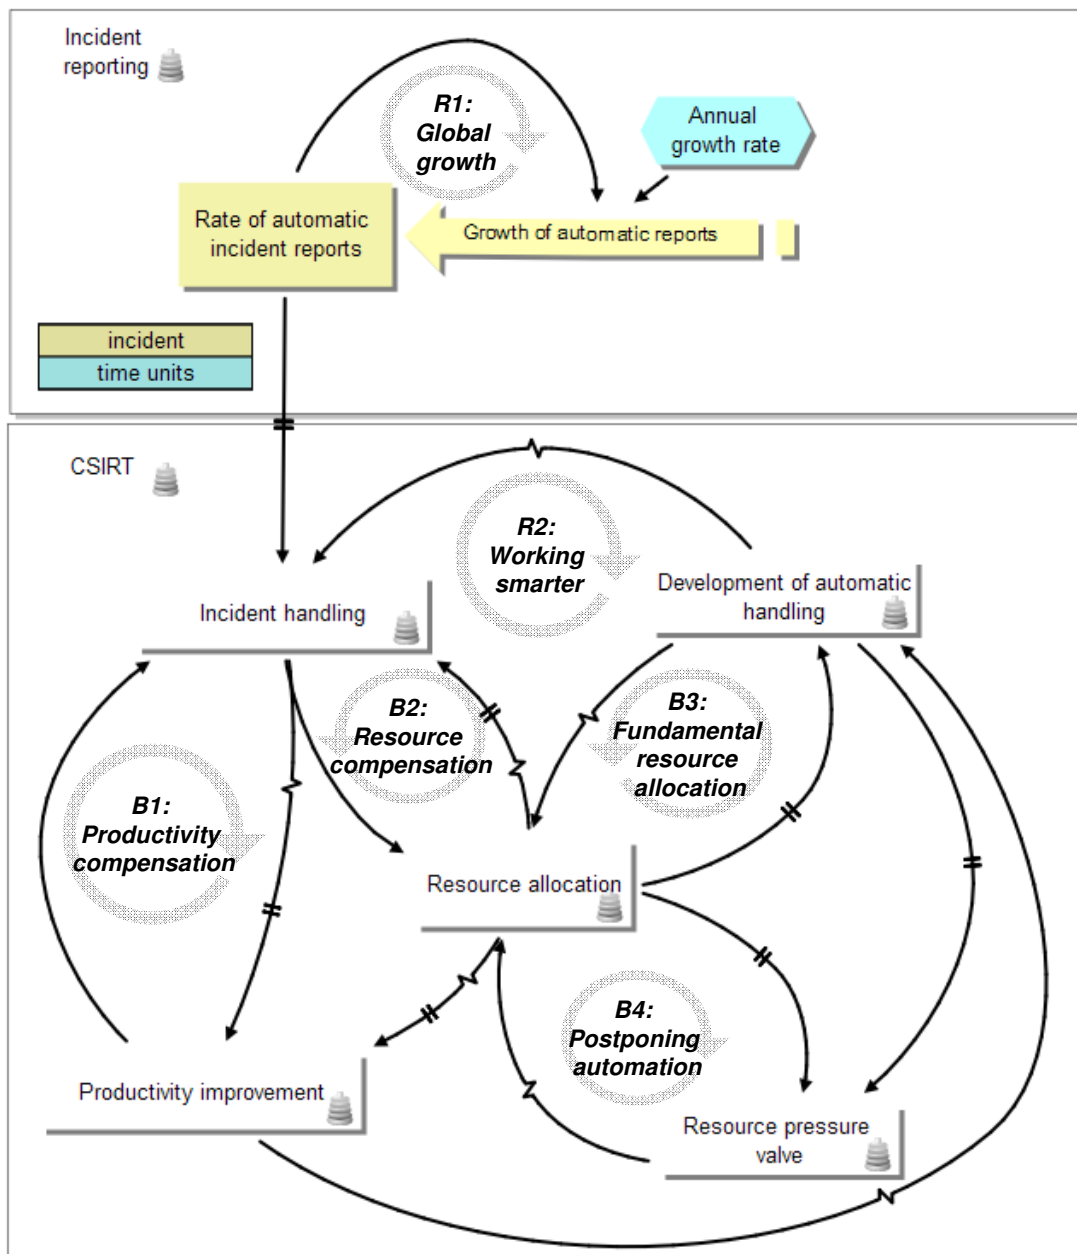 Incident
reporting
R1:
Global
growth
Annual
growth rate
Rate of automatic
incident reports
Growth of automatic reports
incident
time units
CSIRT
R2:
Working
smarter
Development of automatic
handling
Incident handling
B2:
Resource
compensation
B3:
Fundamental
resource
allocation
B1:
Productivity
compensation
Resource allocation
B4:
Postponing
automation
Productivity improvement
Resource pressure
valve